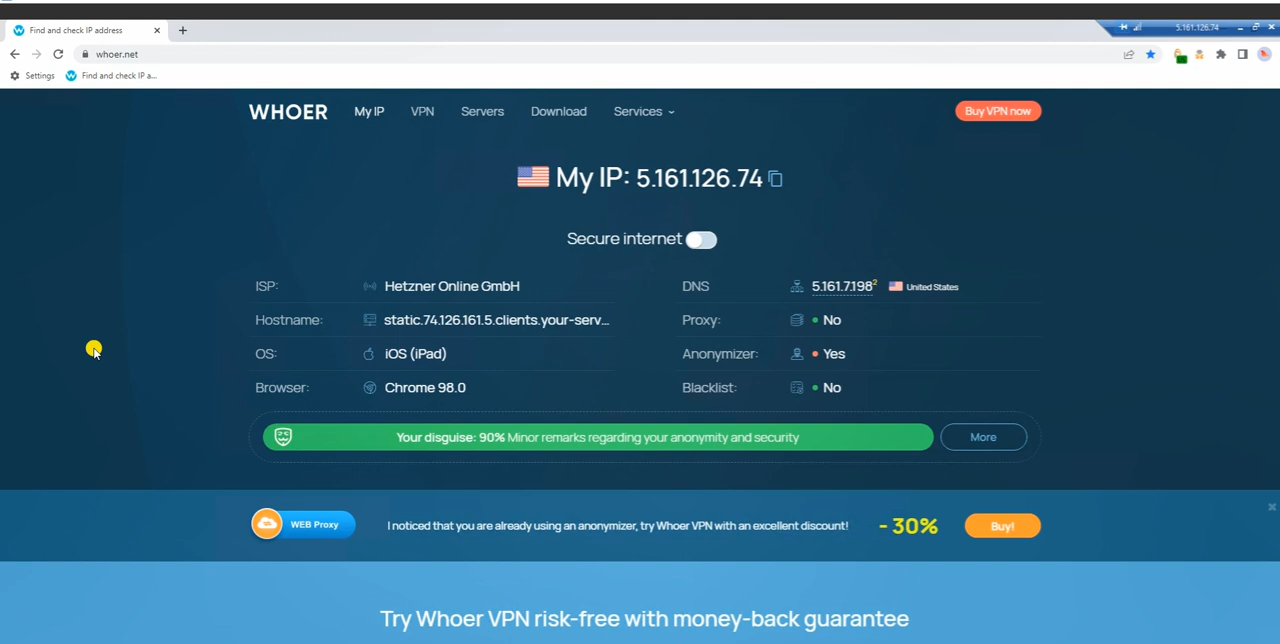 Find and check IP address
5.161.126.74
whoer.net
Settings
Find and check IP a...
WHOER
My IP
VPN
Servers
Download
Services
Buy VPN now
My IP: 5.161.126.74
Secure internet
ISP: Hetzner Online GmbH
DNS 5.161.7.198² United States
Hostname: static.74.126.161.5.clients.your-serv...
Proxy: No
OS: iOS (iPad)
Anonymizer: Yes
Browser: Chrome 98.0
Blacklist: No
Your disguise: 90% Minor remarks regarding your anonymity and security
More
WEB Proxy
I noticed that you are already using an anonymizer, try Whoer VPN with an excellent discount!
- 30%
Buy!
Try Whoer VPN risk-free with money-back guarantee